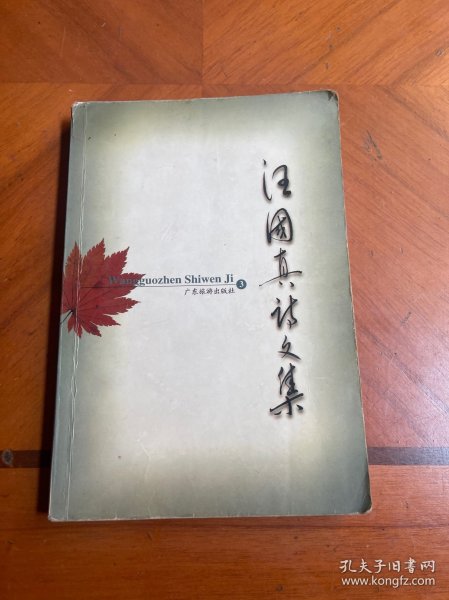 汪国真诗文集
Wangguozhen Shiwen Ji 3
广东旅游出版社
孔夫子旧书网
www.kongfz.com